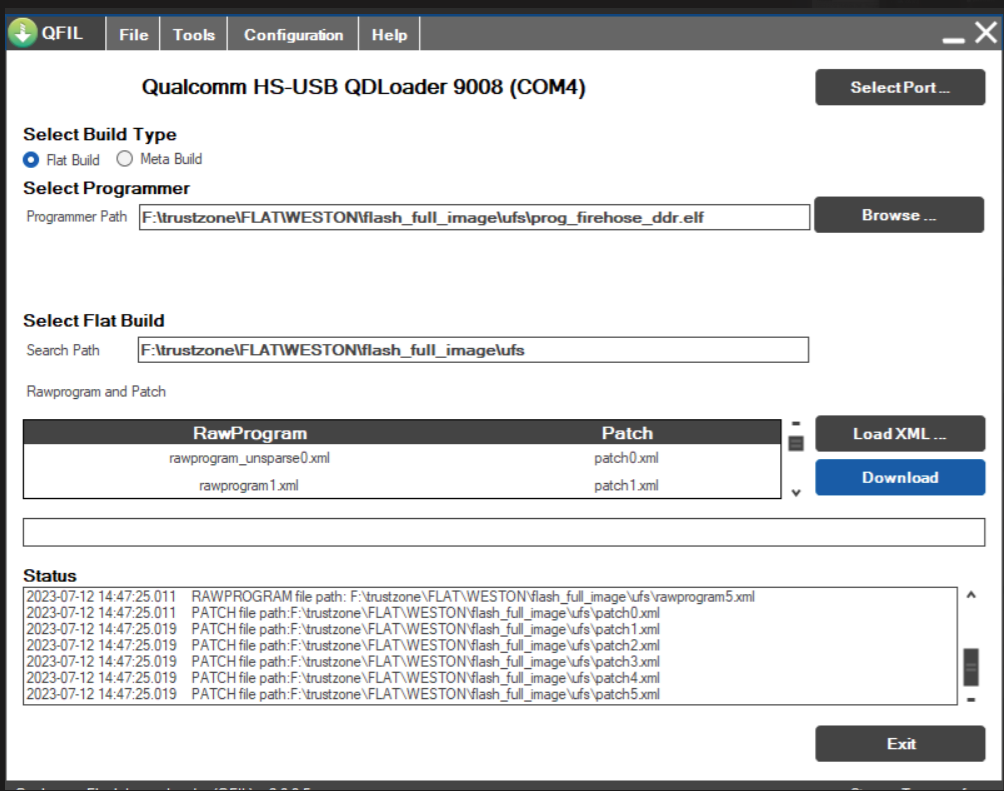 QFIL File Tools Configuration Help
Qualcomm HS-USB QDLoader 9008 (COM4) Select Port ...
Select Build Type
Flat Build Meta Build
Select Programmer
Programmer Path F:\trustzone\FLAT\WESTON\flash_full_image\ufs\prog_firehose_ddr.elf Browse ...
Select Flat Build
Search Path F:\trustzone\FLAT\WESTON\flash_full_image\ufs
Rawprogram and Patch
RawProgram Patch Load XML ...
rawprogram_unsparse0.xml patch0.xml
rawprogram1.xml patch1.xml Download
Status
2023-07-12 14:47:25.011 RAWPROGRAM file path: F:\trustzone\FLAT\WESTON\flash_full_image\ufs\rawprogram5.xml
2023-07-12 14:47:25.011 PATCH file path:F:\trustzone\FLAT\WESTON\flash_full_image\ufs\patch0.xml
2023-07-12 14:47:25.019 PATCH file path:F:\trustzone\FLAT\WESTON\flash_full_image\ufs\patch1.xml
2023-07-12 14:47:25.019 PATCH file path:F:\trustzone\FLAT\WESTON\flash_full_image\ufs\patch2.xml
2023-07-12 14:47:25.019 PATCH file path:F:\trustzone\FLAT\WESTON\flash_full_image\ufs\patch3.xml
2023-07-12 14:47:25.019 PATCH file path:F:\trustzone\FLAT\WESTON\flash_full_image\ufs\patch4.xml
2023-07-12 14:47:25.019 PATCH file path:F:\trustzone\FLAT\WESTON\flash_full_image\ufs\patch5.xml
Exit